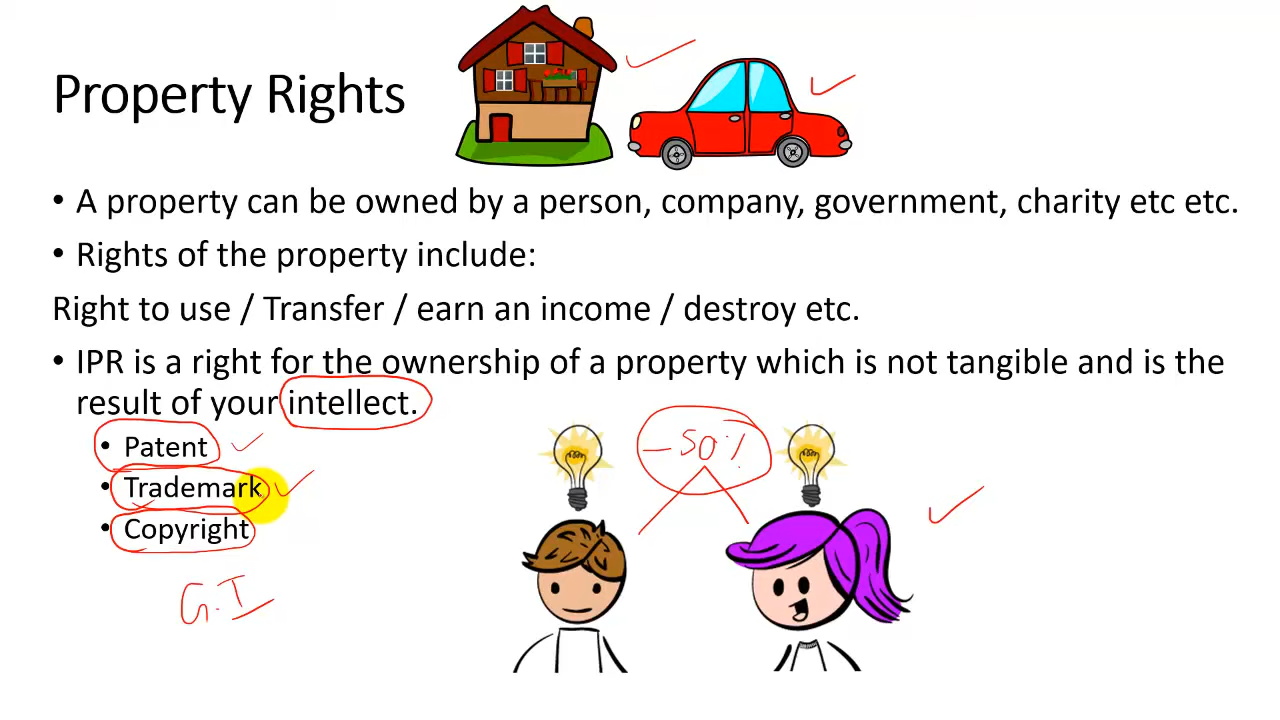 Property Rights
• A property can be owned by a person, company, government, charity etc etc.
• Rights of the property include:
Right to use / Transfer / earn an income / destroy etc.
• IPR is a right for the ownership of a property which is not tangible and is the
result of your intellect.
• Patent
• Trademark
• Copyright
– 50%
G.I